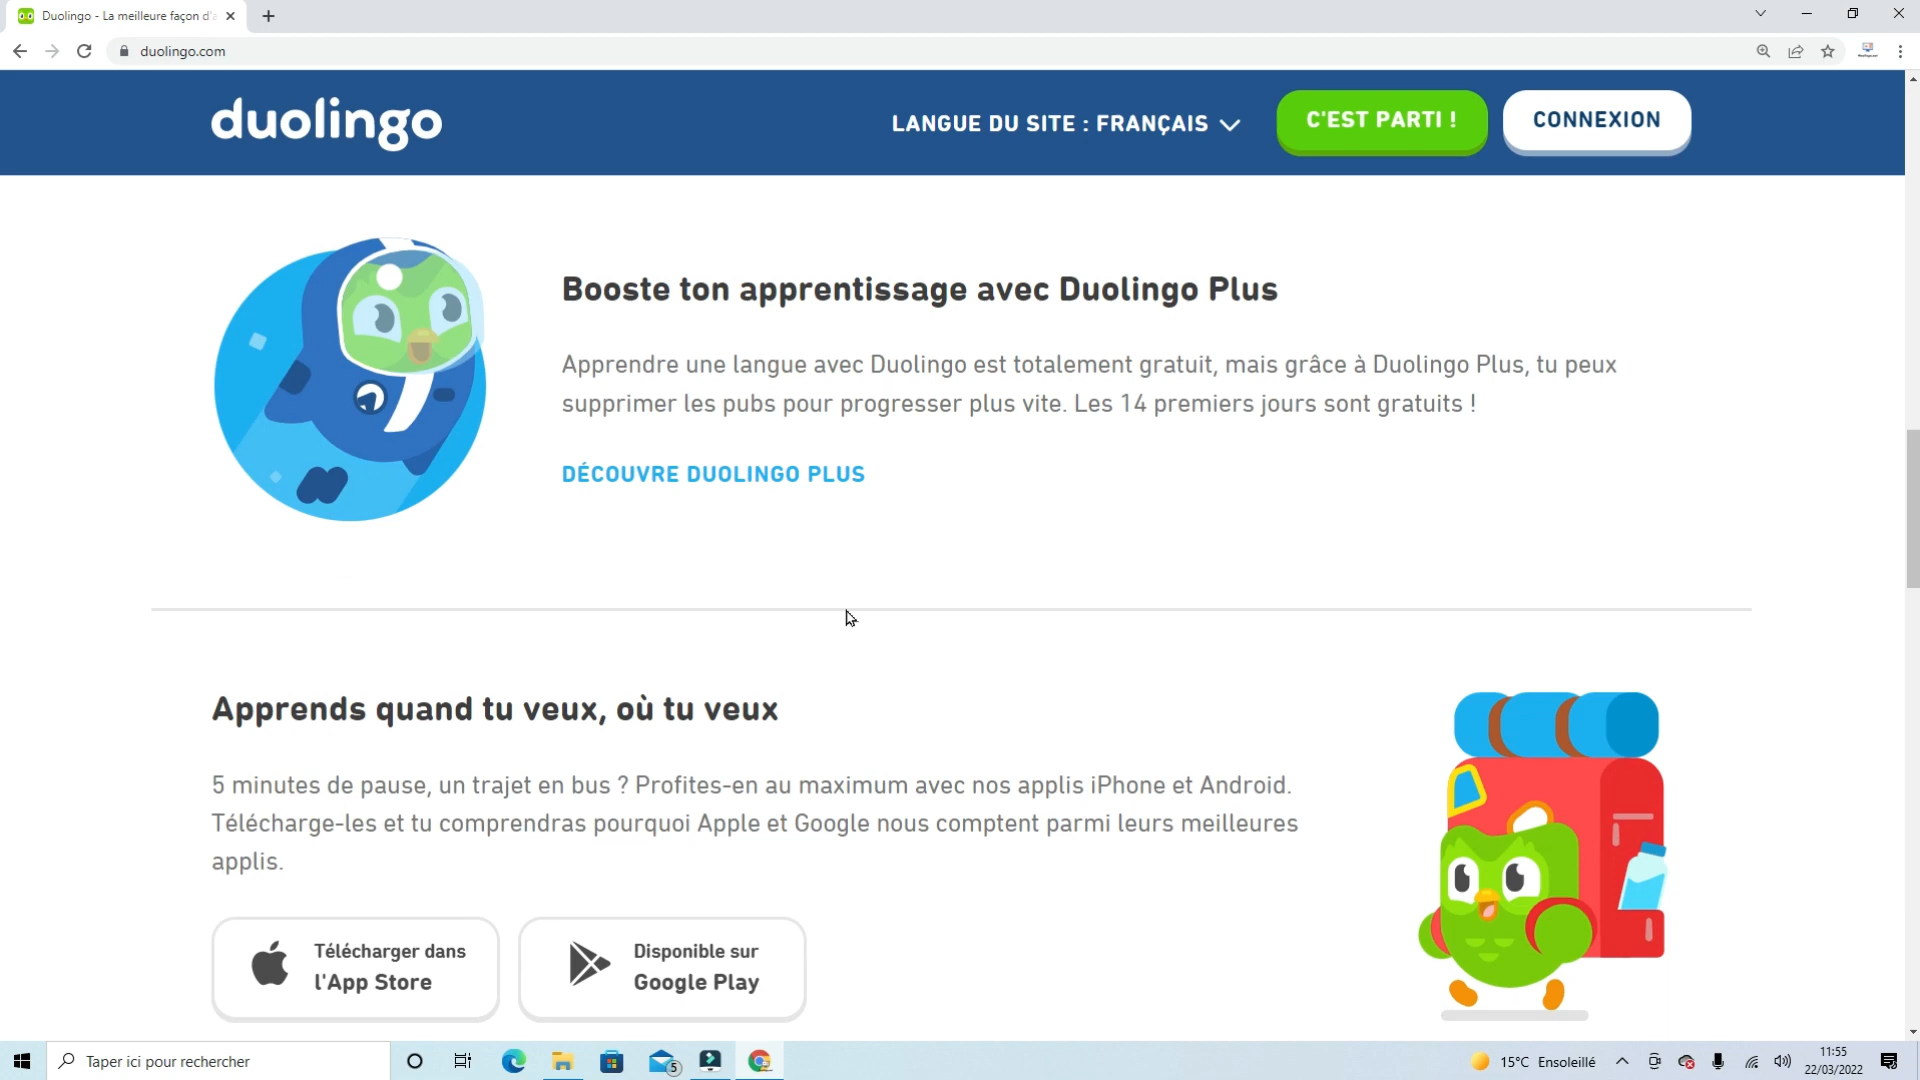 Duolingo - La meilleure façon d'a
duolingo.com
duolingo
LANGUE DU SITE : FRANÇAIS
C'EST PARTI !
CONNEXION
Booste ton apprentissage avec Duolingo Plus
Apprendre une langue avec Duolingo est totalement gratuit, mais grâce à Duolingo Plus, tu peux
supprimer les pubs pour progresser plus vite. Les 14 premiers jours sont gratuits !
DÉCOUVRE DUOLINGO PLUS
Apprends quand tu veux, où tu veux
5 minutes de pause, un trajet en bus ? Profites-en au maximum avec nos applis iPhone et Android.
Télécharge-les et tu comprendras pourquoi Apple et Google nous comptent parmi leurs meilleures
applis.
Télécharger dans
l'App Store
Disponible sur
Google Play
Taper ici pour rechercher
5
15°C Ensoleillé
11:55
22/03/2022